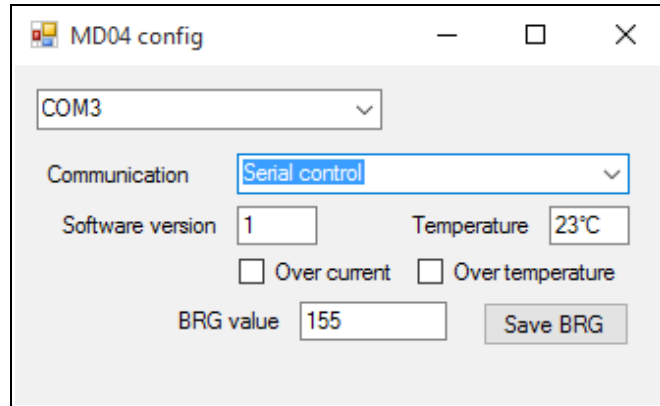 MD04 config
COM3
Communication Serial control
Software version 1 Temperature 23°C
Over current Over temperature
BRG value 155 Save BRG